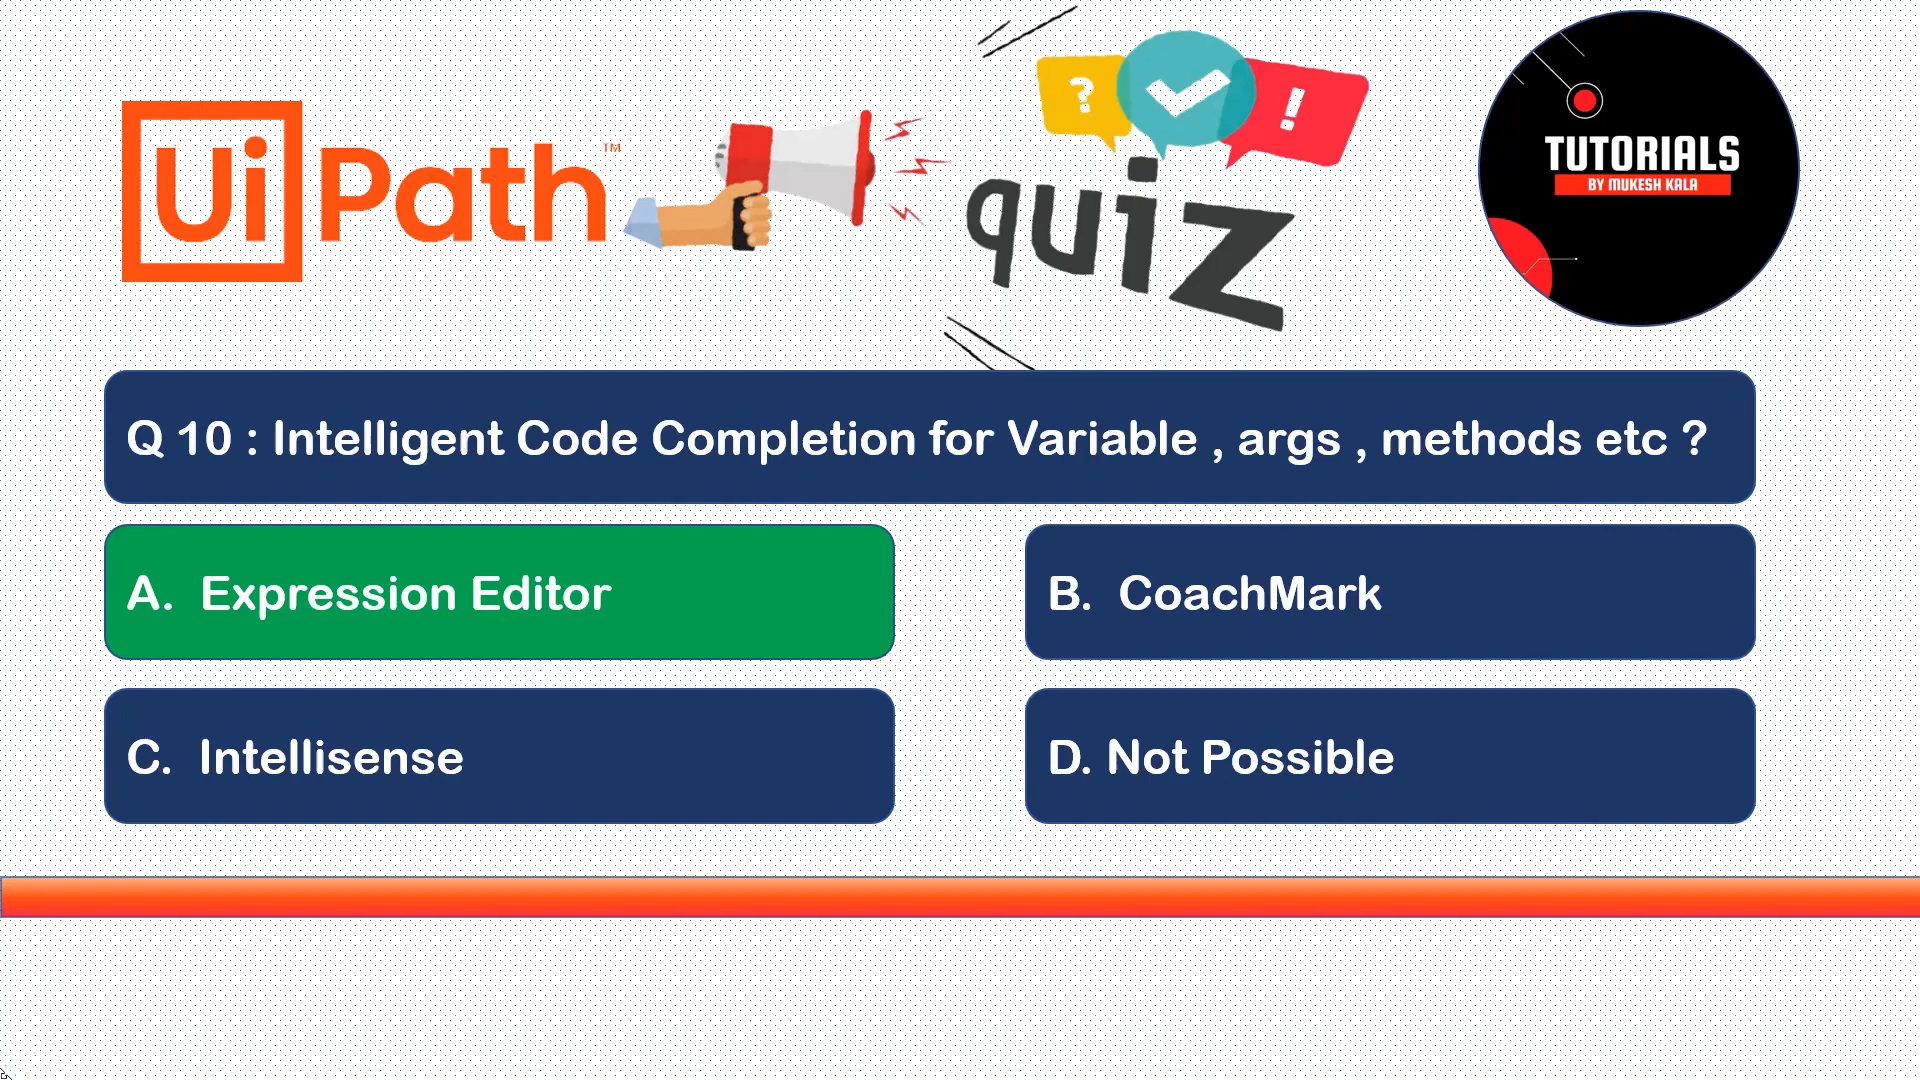 UiPath™
? !
quiz
TUTORIALS
BY MUKESH KALA
Q 10 : Intelligent Code Completion for Variable , args , methods etc ?
A. Expression Editor
B. CoachMark
C. Intellisense
D. Not Possible